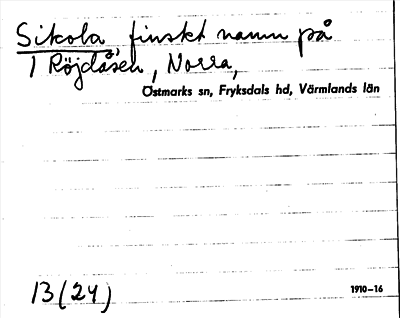 Sikola, finskt namn på
1 Röjdåsen, Norra,
Östmarks sn, Fryksdals hd, Värmlands län
13(24)
1910-16